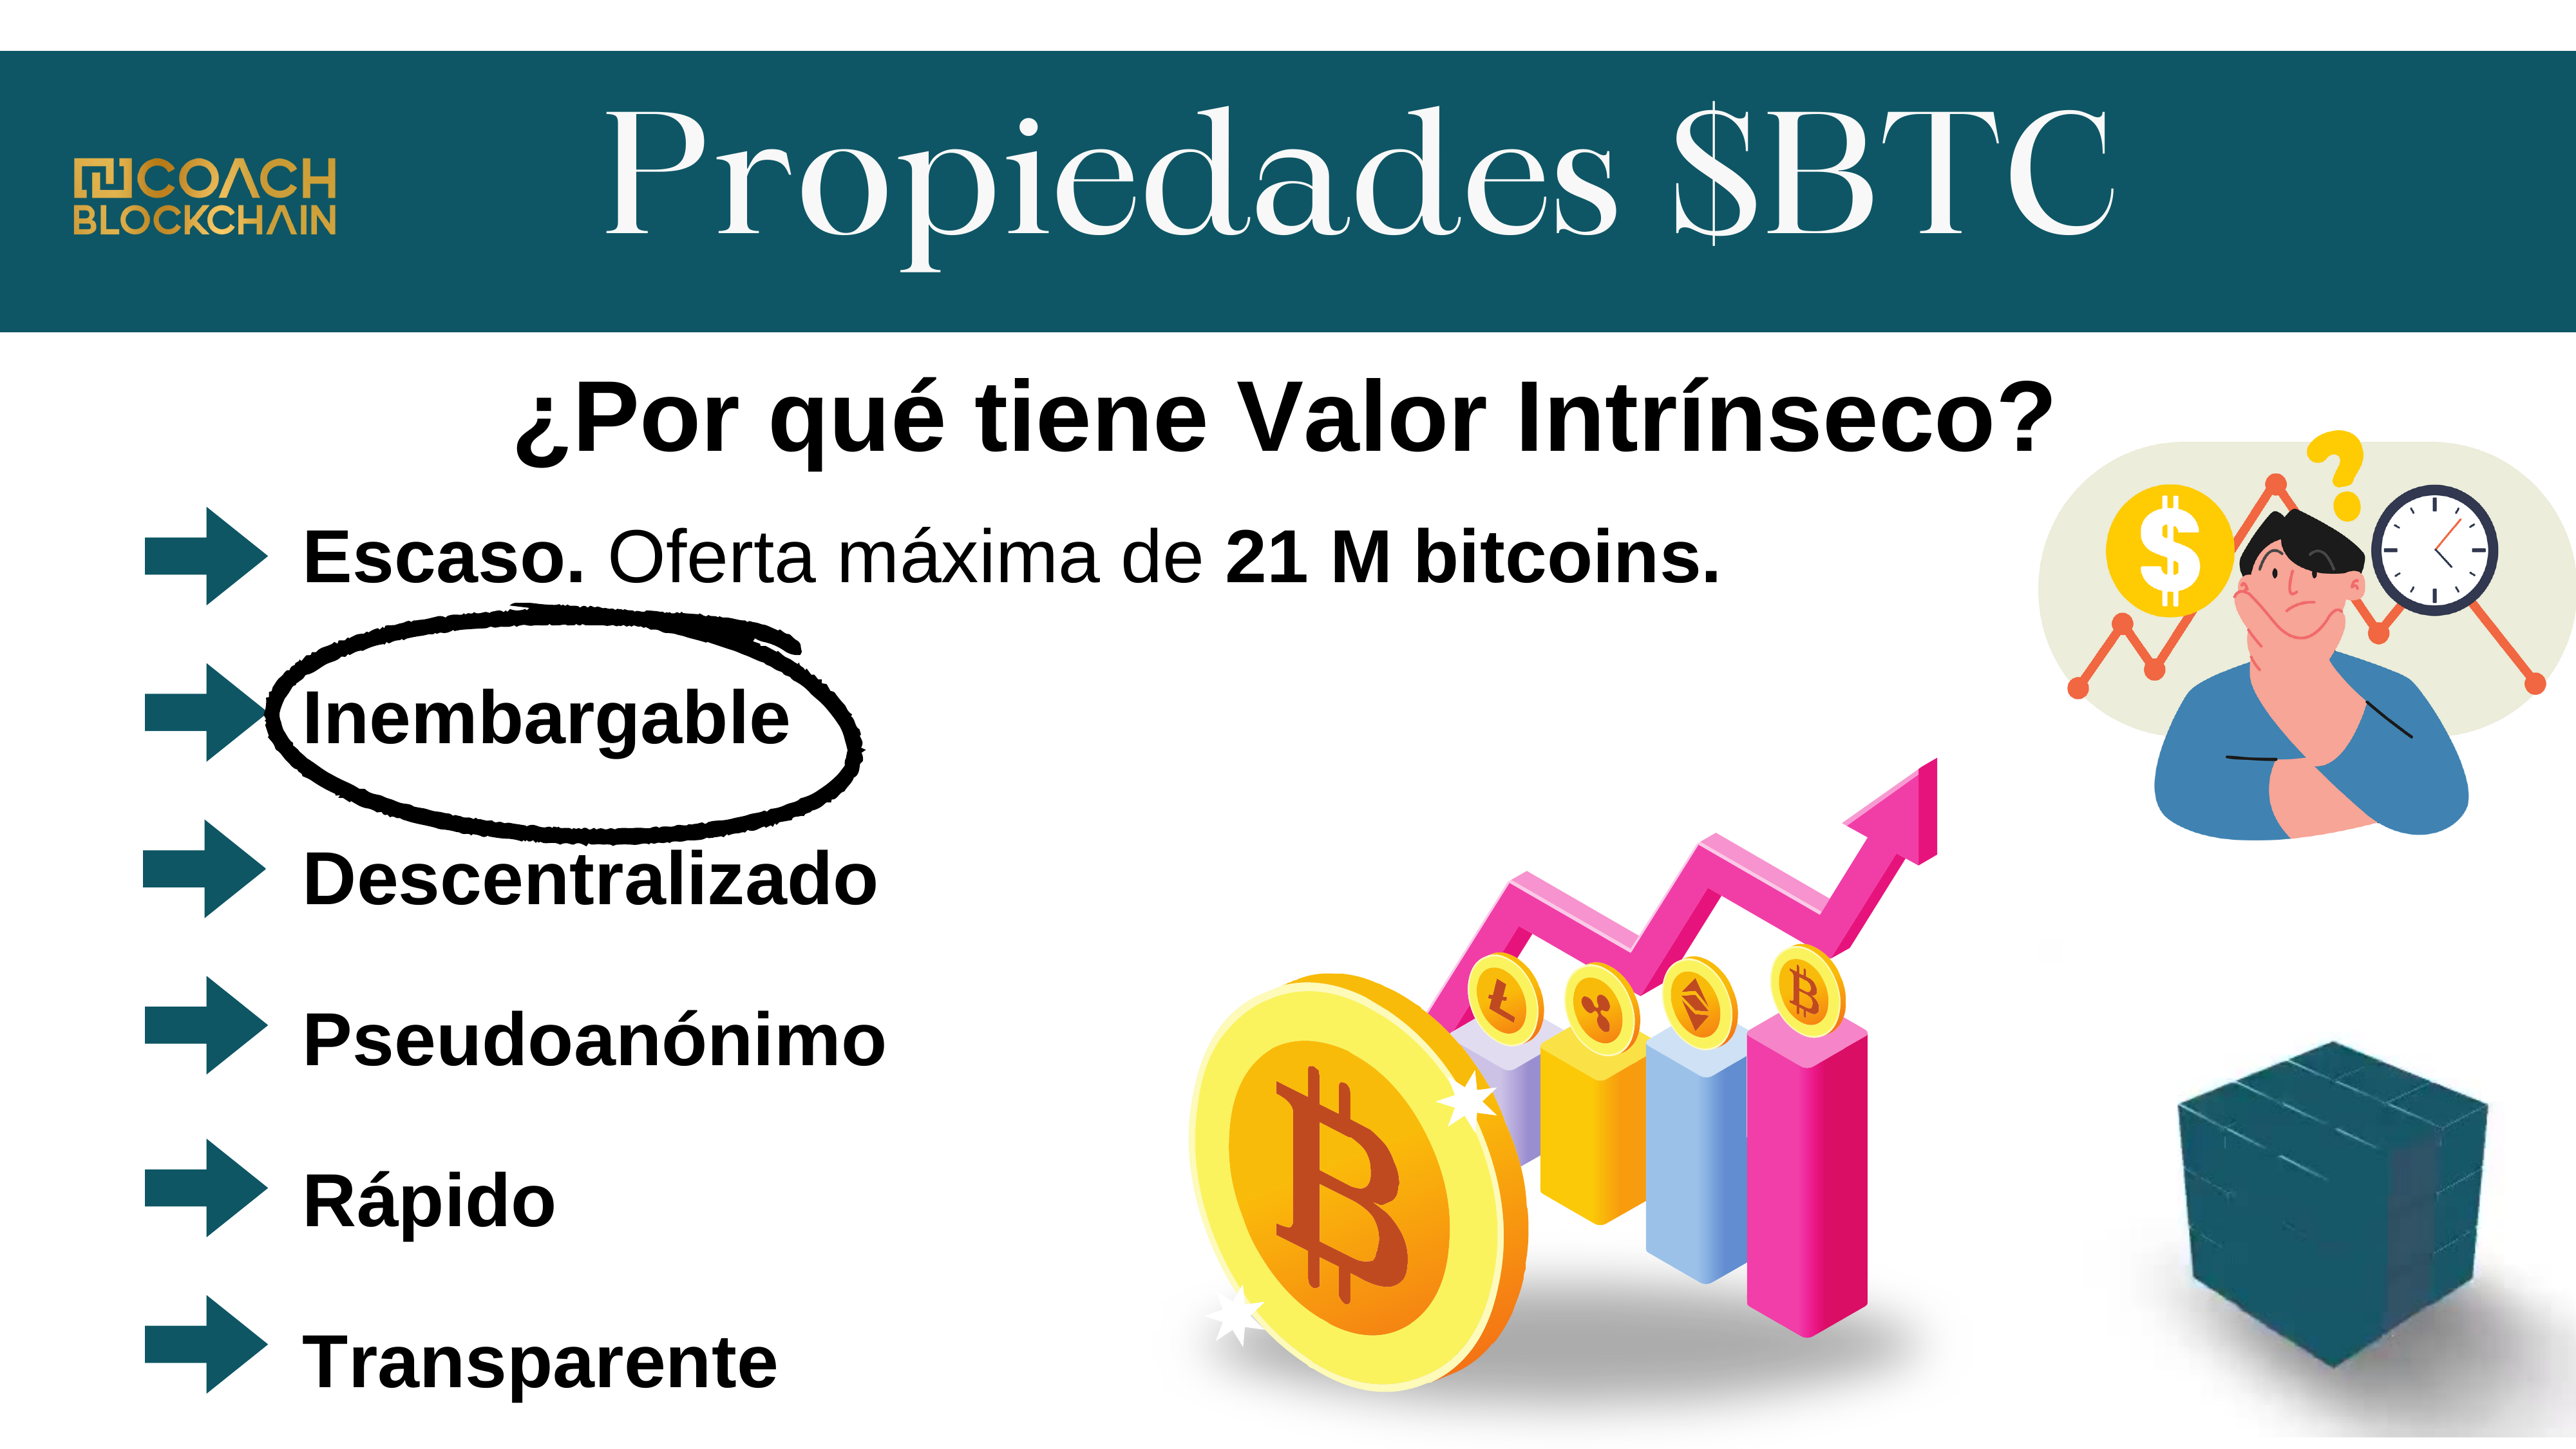 COACH
BLOCKCHAIN
Propiedades $BTC
¿Por qué tiene Valor Intrínseco?
Escaso. Oferta máxima de 21 M bitcoins.
Inembargable
Descentralizado
Pseudoanónimo
Rápido
Transparente